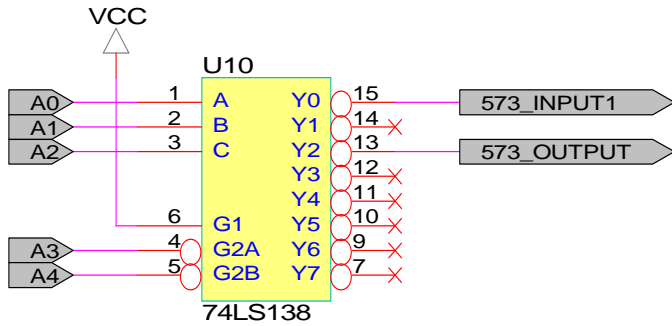 VCC
U10
A0 1 A Y0 15 573_INPUT1
A1 2 B Y1 14
A2 3 C Y2 13 573_OUTPUT
Y3 12
Y4 11
6 G1 Y5 10
A3 4 G2A Y6 9
A4 5 G2B Y7 7
74LS138